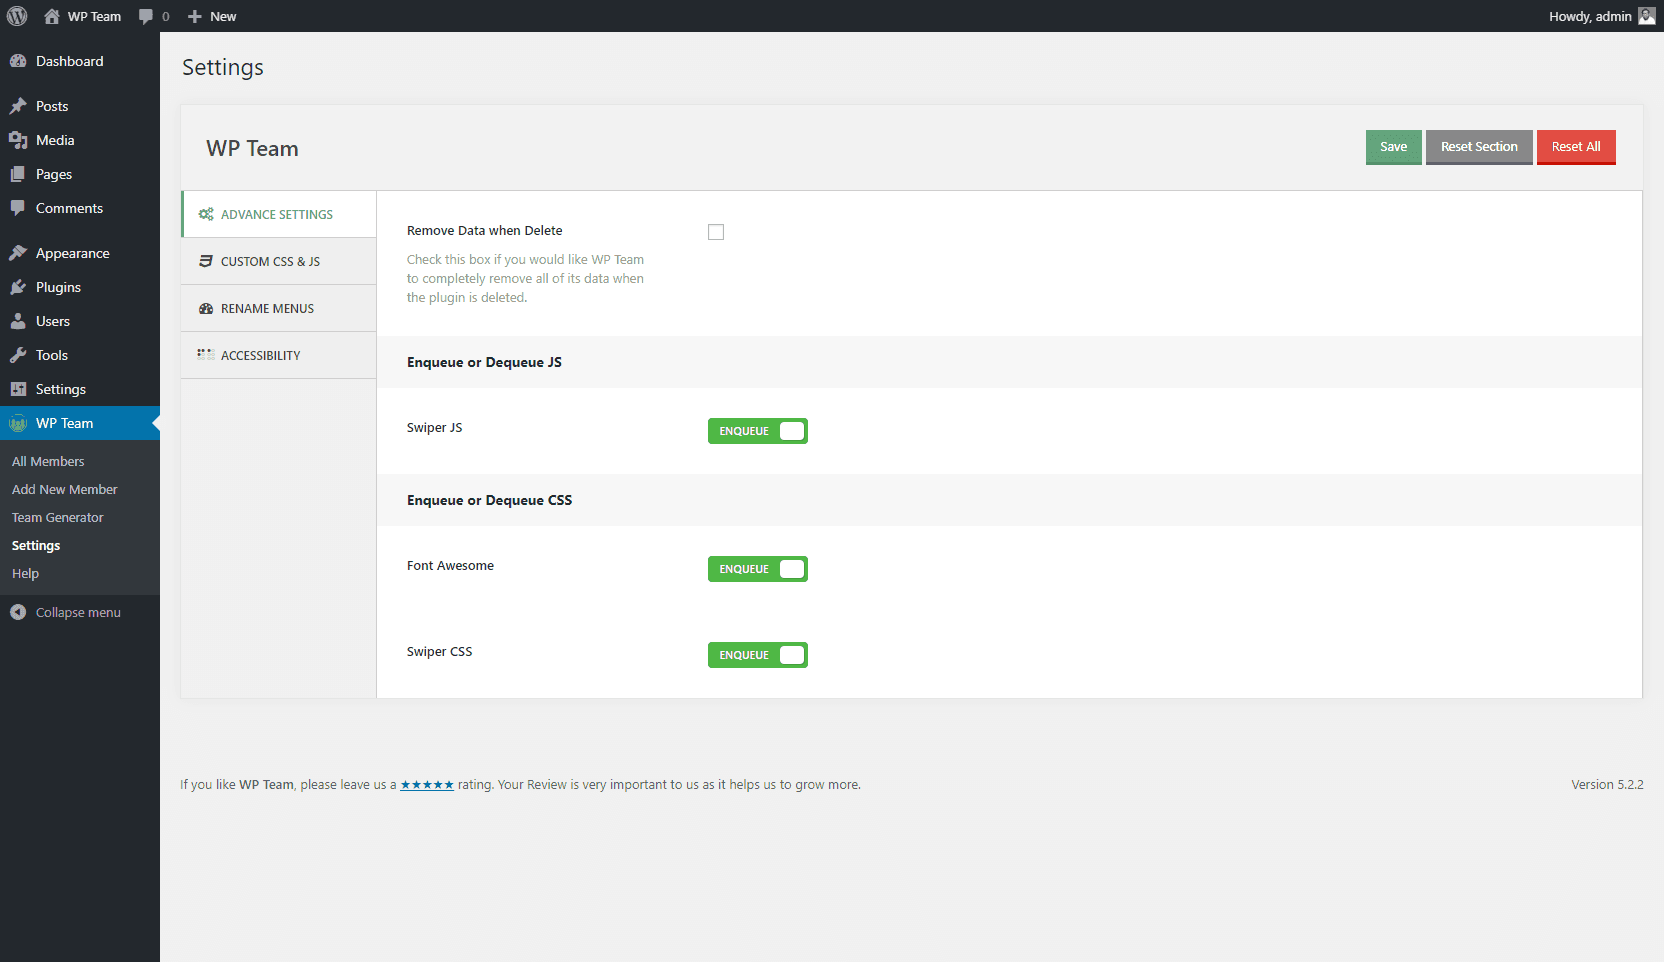 WP Team 0 New Howdy, admin
Dashboard
Posts
Media
Pages
Comments
Appearance
Plugins
Users
Tools
Settings
WP Team
All Members
Add New Member
Team Generator
Settings
Help
Collapse menu
Settings
WP Team
Save Reset Section Reset All
ADVANCE SETTINGS
CUSTOM CSS & JS
RENAME MENUS
ACCESSIBILITY
Remove Data when Delete
Check this box if you would like WP Team
to completely remove all of its data when
the plugin is deleted.
Enqueue or Dequeue JS
Swiper JS ENQUEUE
Enqueue or Dequeue CSS
Font Awesome ENQUEUE
Swiper CSS ENQUEUE
If you like WP Team, please leave us a ★★★★★ rating. Your Review is very important to us as it helps us to grow more. Version 5.2.2